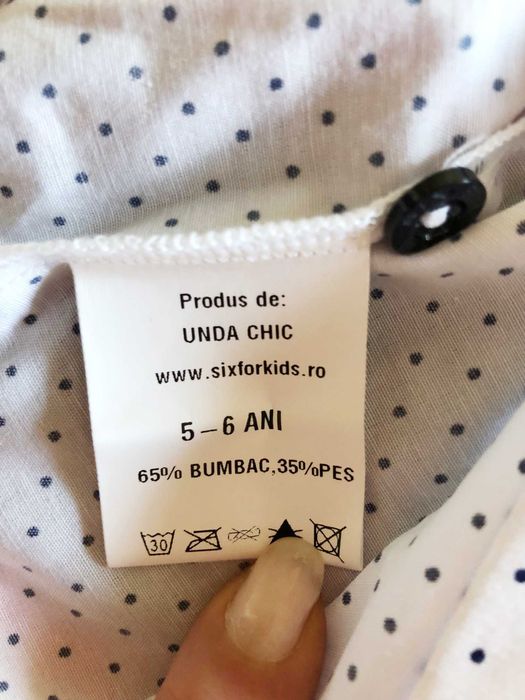 Produs de:
UNDA CHIC
www.sixforkids.ro
5–6 ANI
65% BUMBAC,35%PES
30